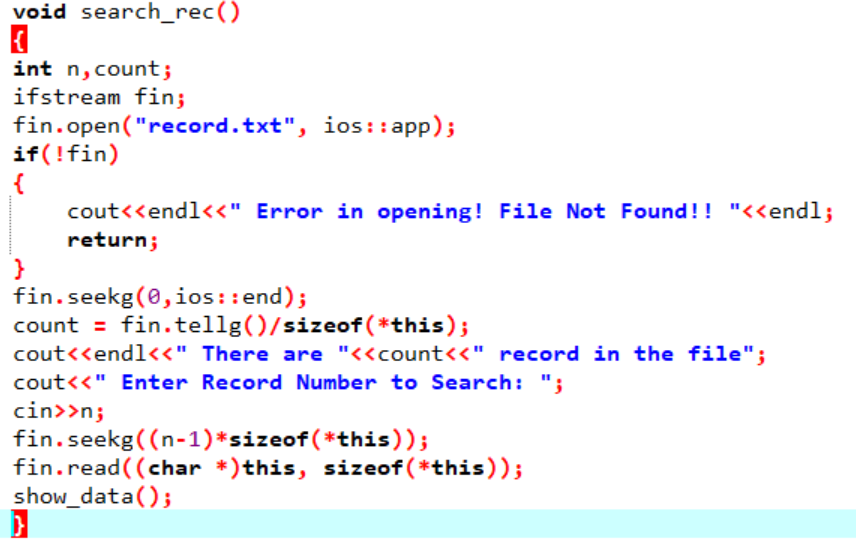 void search_rec()
{
int n,count;
ifstream fin;
fin.open("record.txt", ios::app);
if(!fin)
{
    cout<<endl<<" Error in opening! File Not Found!! "<<endl;
    return;
}
fin.seekg(0,ios::end);
count = fin.tellg()/sizeof(*this);
cout<<endl<<" There are "<<count<<" record in the file";
cout<<" Enter Record Number to Search: ";
cin>>n;
fin.seekg((n-1)*sizeof(*this));
fin.read((char *)this, sizeof(*this));
show_data();
}